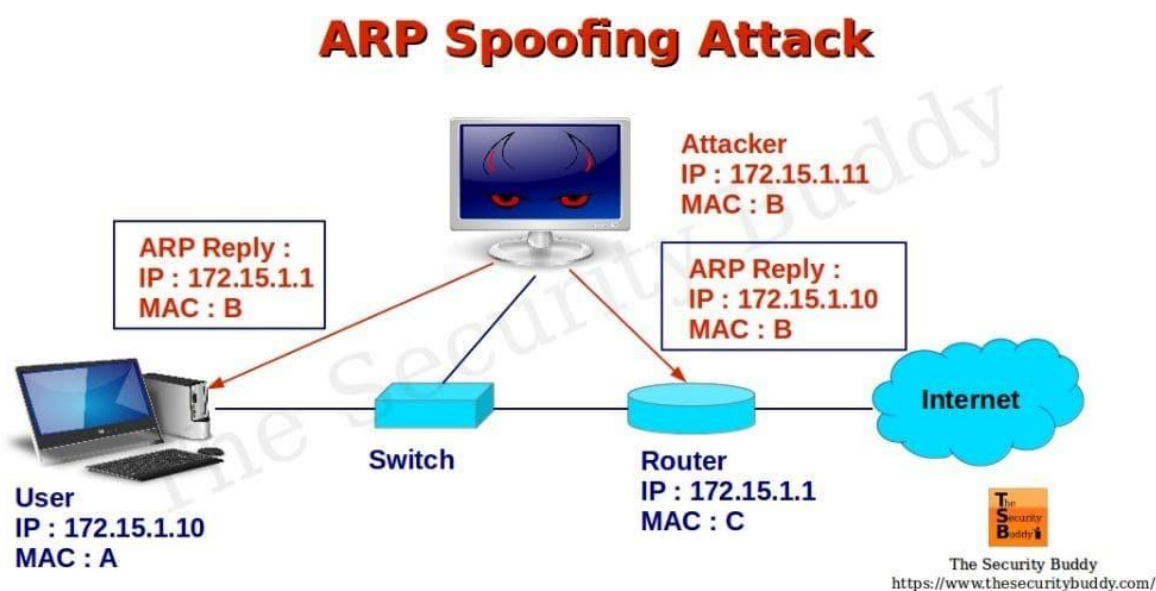 ARP Spoofing Attack
Attacker
IP : 172.15.1.11
MAC : B
ARP Reply :
IP : 172.15.1.1
MAC : B
ARP Reply :
IP : 172.15.1.10
MAC : B
Internet
Switch
Router
IP : 172.15.1.1
MAC : C
User
IP : 172.15.1.10
MAC : A
The Security Buddy
The
Security
Buddy
The Security Buddy
https://www.thesecuritybuddy.com/